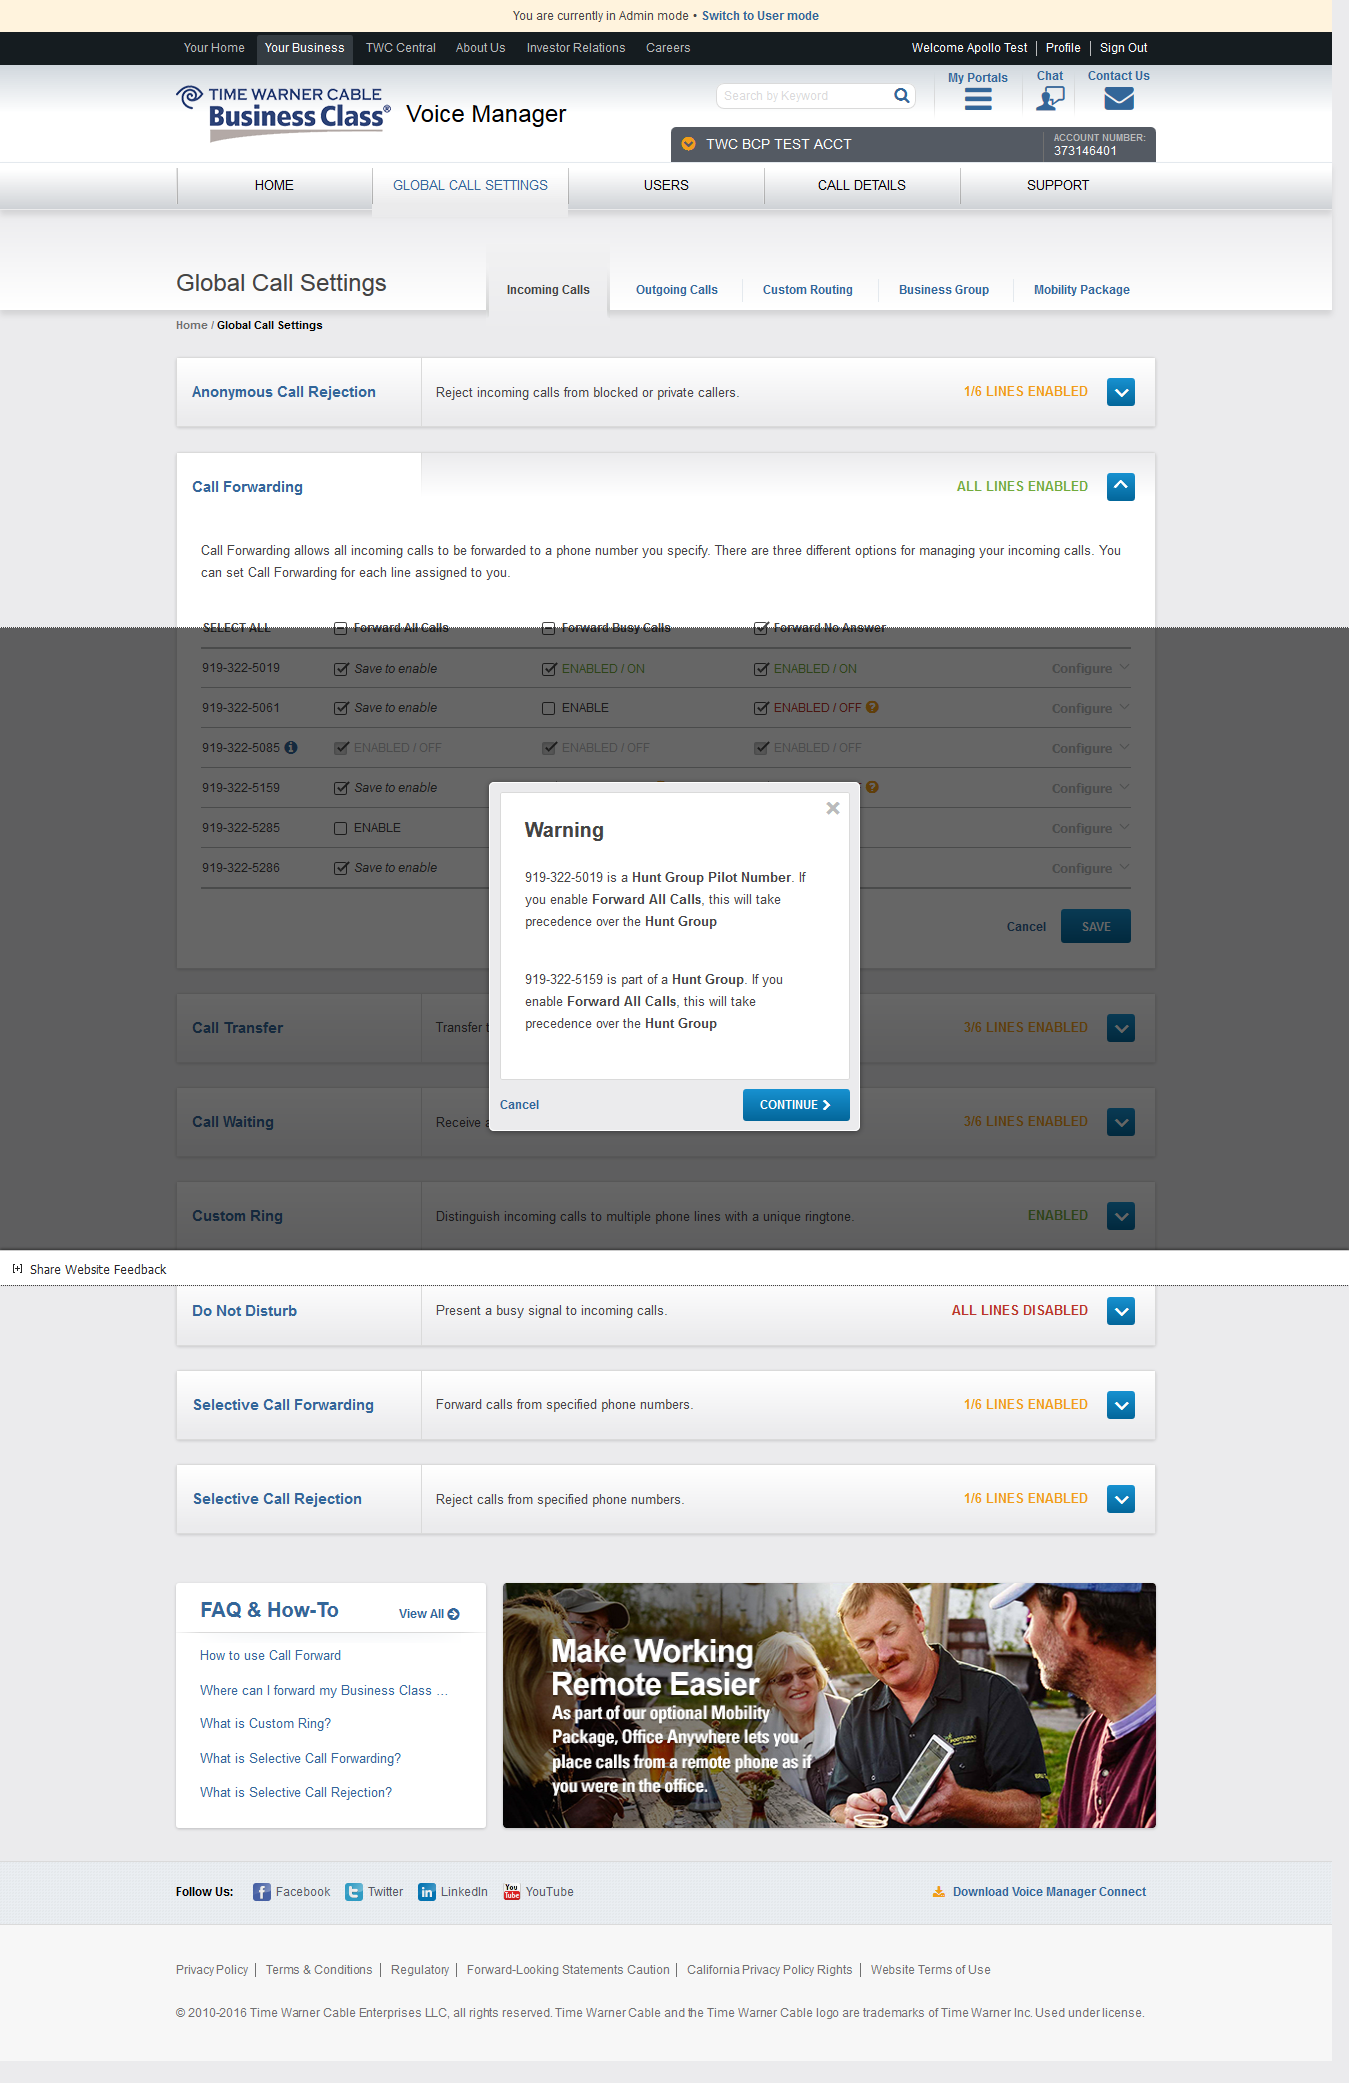 You are currently in Admin mode • Switch to User mode
Your Home Your Business TWC Central About Us Investor Relations Careers Welcome Apollo Test Profile Sign Out
My Portals Chat Contact Us
TIME WARNER CABLE
Business Class®
Voice Manager
Search by Keyword
TWC BCP TEST ACCT
ACCOUNT NUMBER:
373146401
HOME GLOBAL CALL SETTINGS USERS CALL DETAILS SUPPORT
Global Call Settings
Incoming Calls Outgoing Calls Custom Routing Business Group Mobility Package
Home / Global Call Settings
Anonymous Call Rejection Reject incoming calls from blocked or private callers. 1/6 LINES ENABLED
Call Forwarding ALL LINES ENABLED
Call Forwarding allows all incoming calls to be forwarded to a phone number you specify. There are three different options for managing your incoming calls. You
can set Call Forwarding for each line assigned to you.
SELECT ALL Forward All Calls Forward Busy Calls Forward No Answer
919-322-5019 Save to enable ENABLED / ON ENABLED / ON Configure
919-322-5061 Save to enable ENABLE ENABLED / OFF Configure
919-322-5085 ENABLED / OFF ENABLED / OFF ENABLED / OFF Configure
919-322-5159 Save to enable Configure
919-322-5285 ENABLE Configure
919-322-5286 Save to enable Configure
Cancel SAVE
Warning
919-322-5019 is a Hunt Group Pilot Number. If
you enable Forward All Calls, this will take
precedence over the Hunt Group
919-322-5159 is part of a Hunt Group. If you
enable Forward All Calls, this will take
precedence over the Hunt Group
Cancel CONTINUE
Call Transfer Transfer 3/6 LINES ENABLED
Call Waiting Receive 3/6 LINES ENABLED
Custom Ring Distinguish incoming calls to multiple phone lines with a unique ringtone. ENABLED
[+] Share Website Feedback
Do Not Disturb Present a busy signal to incoming calls. ALL LINES DISABLED
Selective Call Forwarding Forward calls from specified phone numbers. 1/6 LINES ENABLED
Selective Call Rejection Reject calls from specified phone numbers. 1/6 LINES ENABLED
FAQ & How-To View All
How to use Call Forward
Where can I forward my Business Class ...
What is Custom Ring?
What is Selective Call Forwarding?
What is Selective Call Rejection?
Make Working
Remote Easier
As part of our optional Mobility
Package, Office Anywhere lets you
place calls from a remote phone as if
you were in the office.
Follow Us: Facebook Twitter LinkedIn YouTube Download Voice Manager Connect
Privacy Policy Terms & Conditions Regulatory Forward-Looking Statements Caution California Privacy Policy Rights Website Terms of Use
© 2010-2016 Time Warner Cable Enterprises LLC, all rights reserved. Time Warner Cable and the Time Warner Cable logo are trademarks of Time Warner Inc. Used under license.